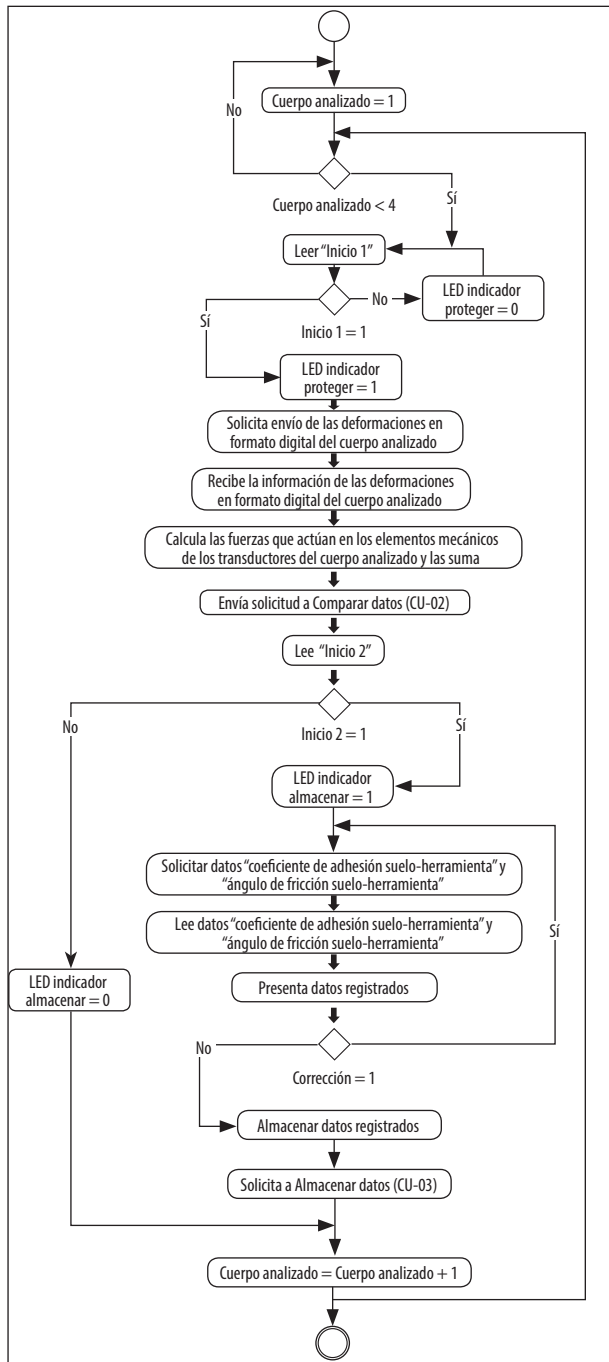 Cuerpo analizado = 1
No
Cuerpo analizado < 4
Sí
Leer "Inicio 1"
No
LED indicador
proteger = 0
Sí
Inicio 1 = 1
LED indicador
proteger = 1
Solicita envío de las deformaciones en
formato digital del cuerpo analizado
Recibe la información de las deformaciones
en formato digital del cuerpo analizado
Calcula las fuerzas que actúan en los elementos mecánicos
de los transductores del cuerpo analizado y las suma
Envía solicitud a Comparar datos (CU-02)
Lee "Inicio 2"
No
Inicio 2 = 1
Sí
LED indicador
almacenar = 1
Solicitar datos "coeficiente de adhesión suelo-herramienta" y
"ángulo de fricción suelo-herramienta"
Lee datos "coeficiente de adhesión suelo-herramienta" y
"ángulo de fricción suelo-herramienta"
Sí
LED indicador
almacenar = 0
Presenta datos registrados
No
Corrección = 1
Almacenar datos registrados
Solicita a Almacenar datos (CU-03)
Cuerpo analizado = Cuerpo analizado + 1